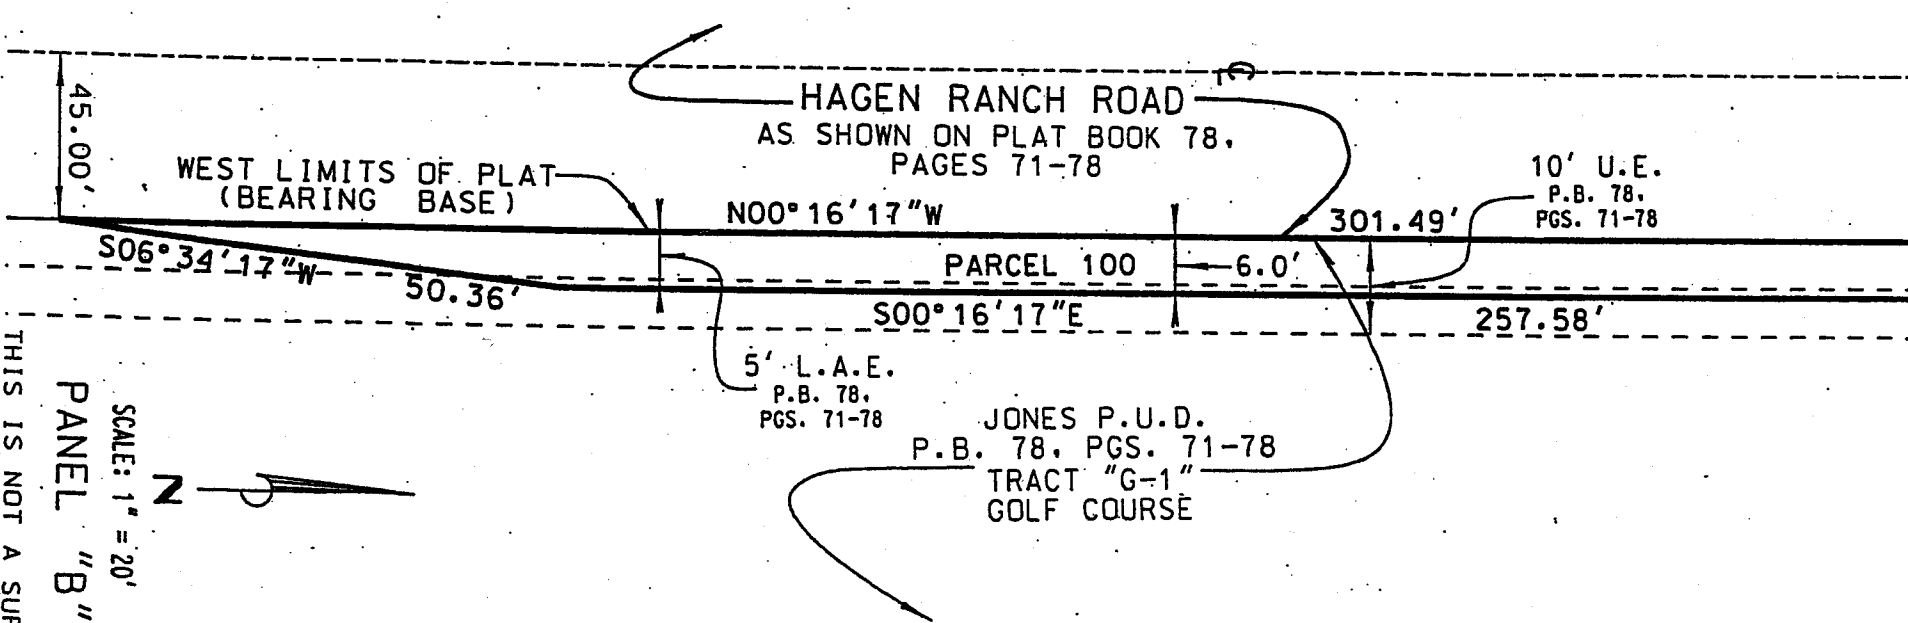 HAGEN RANCH ROAD
AS SHOWN ON PLAT BOOK 78,
PAGES 71-78
45.00'
WEST LIMITS OF PLAT
(BEARING BASE)
N00°16'17"W
301.49'
10' U.E.
P.B. 78,
PGS. 71-78
S06°34'17"W
50.36'
PARCEL 100
6.0'
S00°16'17"E
257.58'
5' L.A.E.
P.B. 78,
PGS. 71-78
JONES P.U.D.
P.B. 78, PGS. 71-78
TRACT "G-1"
GOLF COURSE
N
SCALE: 1" = 20'
PANEL "B"
THIS IS NOT A